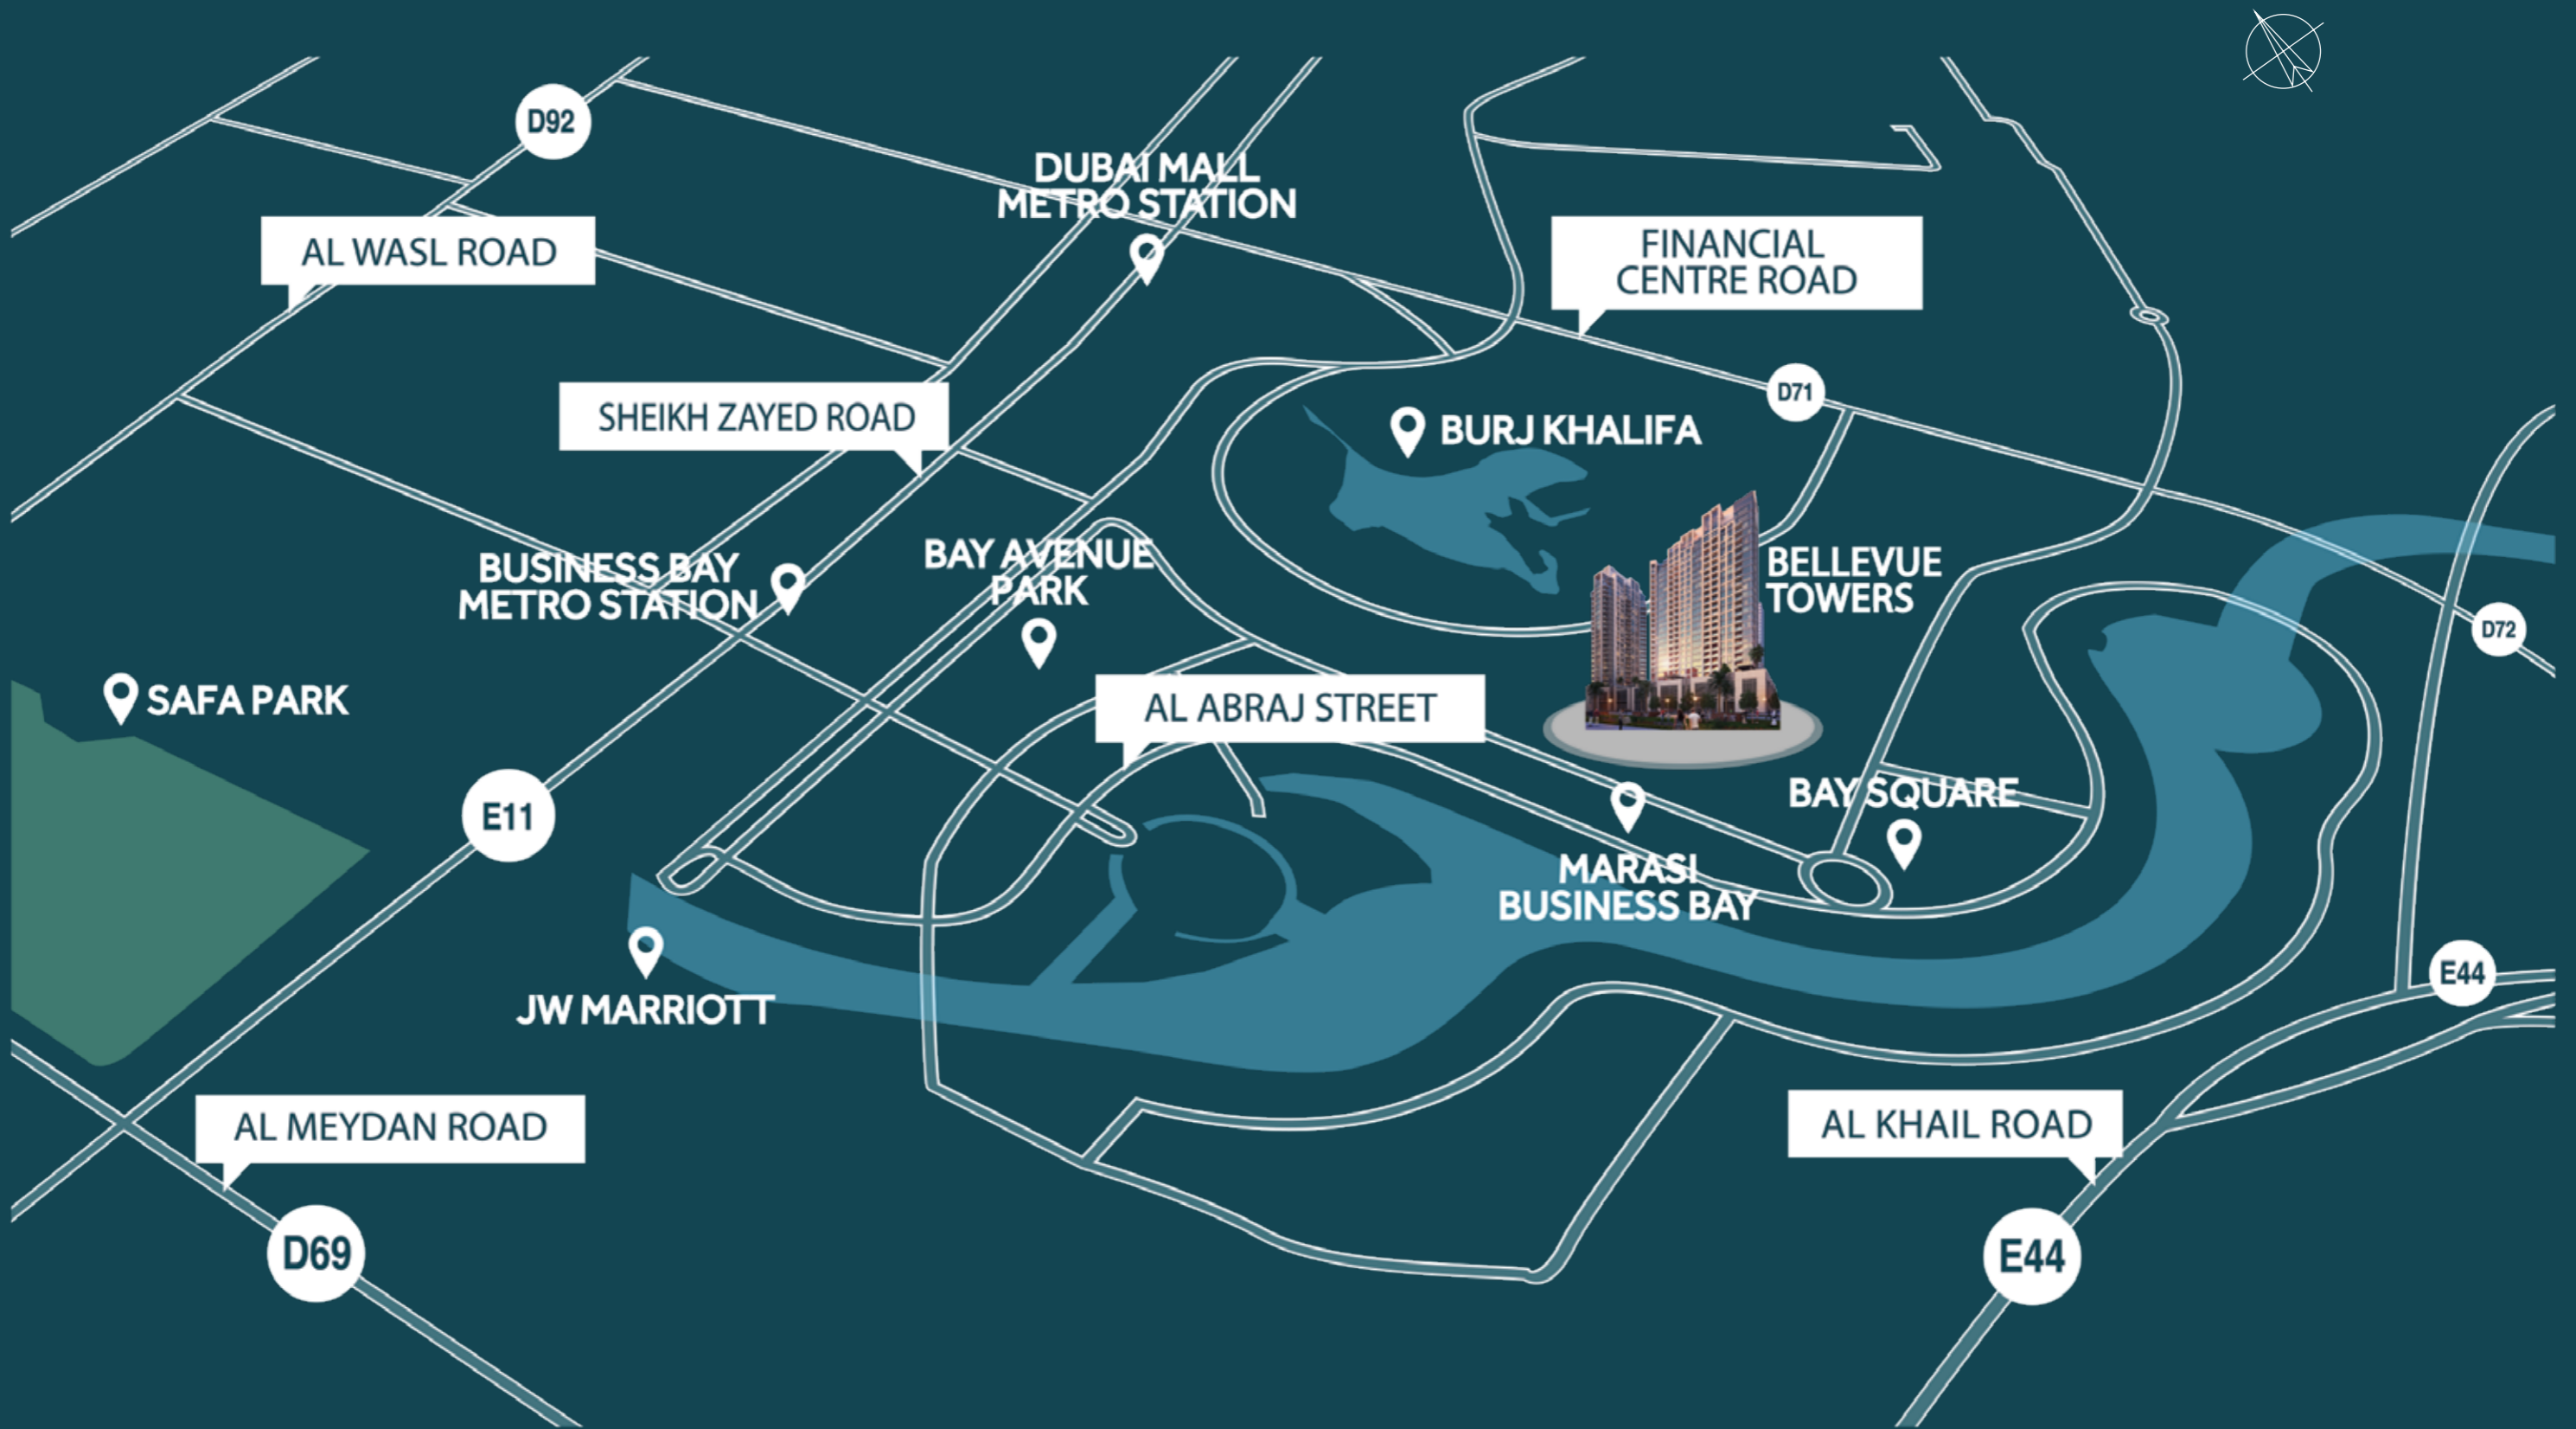 D92
DUBAI MALL
METRO STATION
AL WASL ROAD
FINANCIAL
CENTRE ROAD
D71
SHEIKH ZAYED ROAD
BURJ KHALIFA
BUSINESS BAY
METRO STATION
BAY AVENUE
PARK
BELLEVUE
TOWERS
D72
SAFA PARK
AL ABRAJ STREET
E11
BAY SQUARE
MARASI
BUSINESS BAY
JW MARRIOTT
E44
AL MEYDAN ROAD
AL KHAIL ROAD
D69
E44